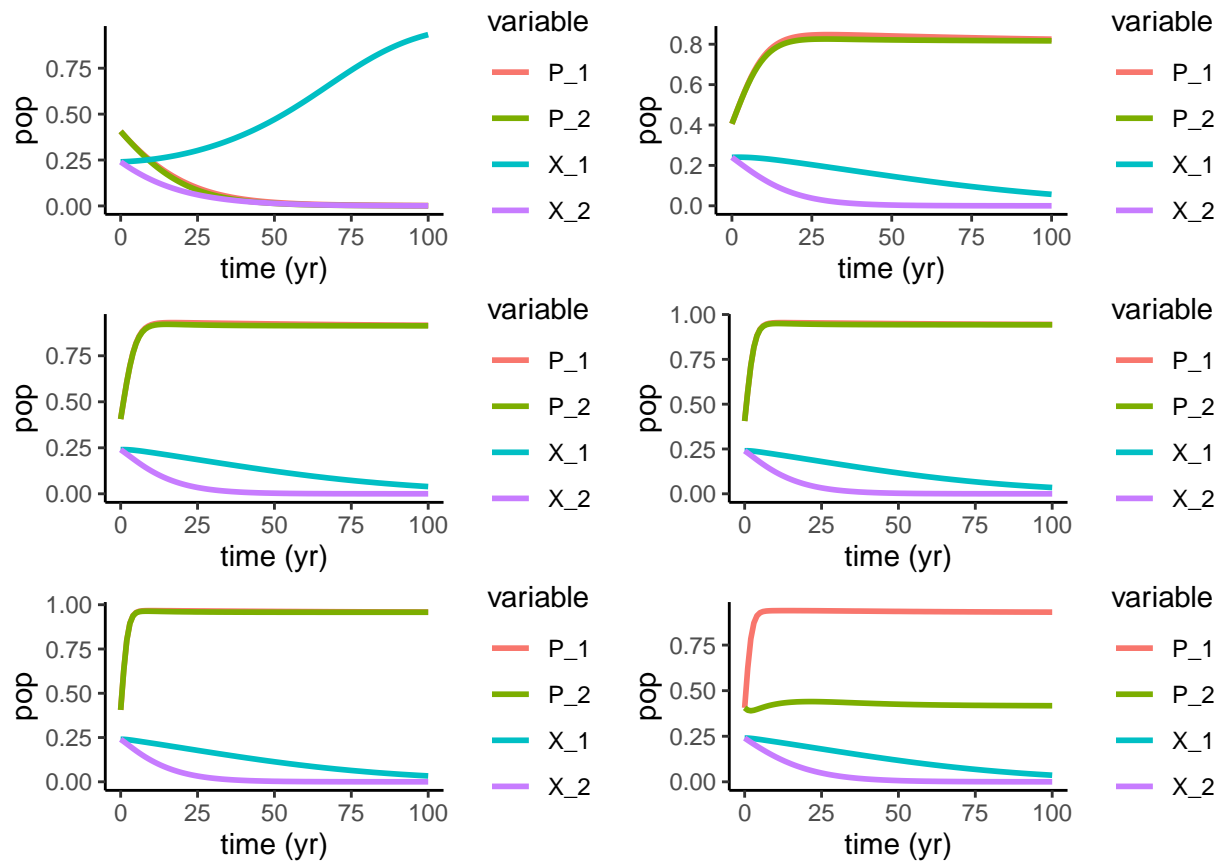 variable
pop
0.75
0.50
0.25
0.00
P_1
P_2
X_1
X_2
0 25 50 75 100
time (yr)
variable
pop
0.8
0.6
0.4
0.2
0.0
P_1
P_2
X_1
X_2
0 25 50 75 100
time (yr)
variable
pop
0.75
0.50
0.25
0.00
P_1
P_2
X_1
X_2
0 25 50 75 100
time (yr)
variable
pop
1.00
0.75
0.50
0.25
0.00
P_1
P_2
X_1
X_2
0 25 50 75 100
time (yr)
variable
pop
1.00
0.75
0.50
0.25
0.00
P_1
P_2
X_1
X_2
0 25 50 75 100
time (yr)
variable
pop
0.75
0.50
0.25
0.00
P_1
P_2
X_1
X_2
0 25 50 75 100
time (yr)